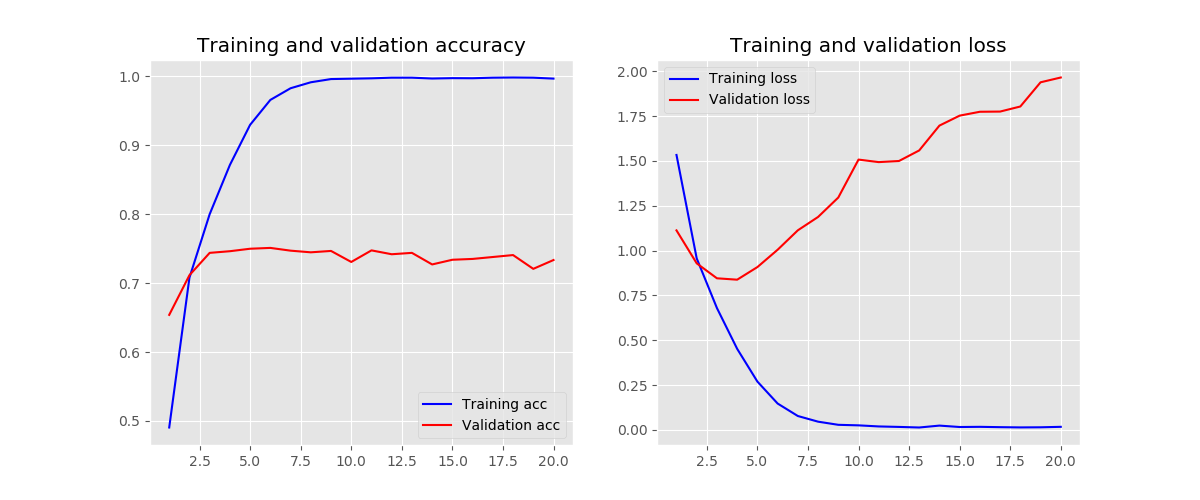 Training and validation accuracy
1.0
0.9
0.8
0.7
0.6
0.5
Training acc
Validation acc
2.5 5.0 7.5 10.0 12.5 15.0 17.5 20.0
Training and validation loss
2.00
1.75
1.50
1.25
1.00
0.75
0.50
0.25
0.00
Training loss
Validation loss
2.5 5.0 7.5 10.0 12.5 15.0 17.5 20.0